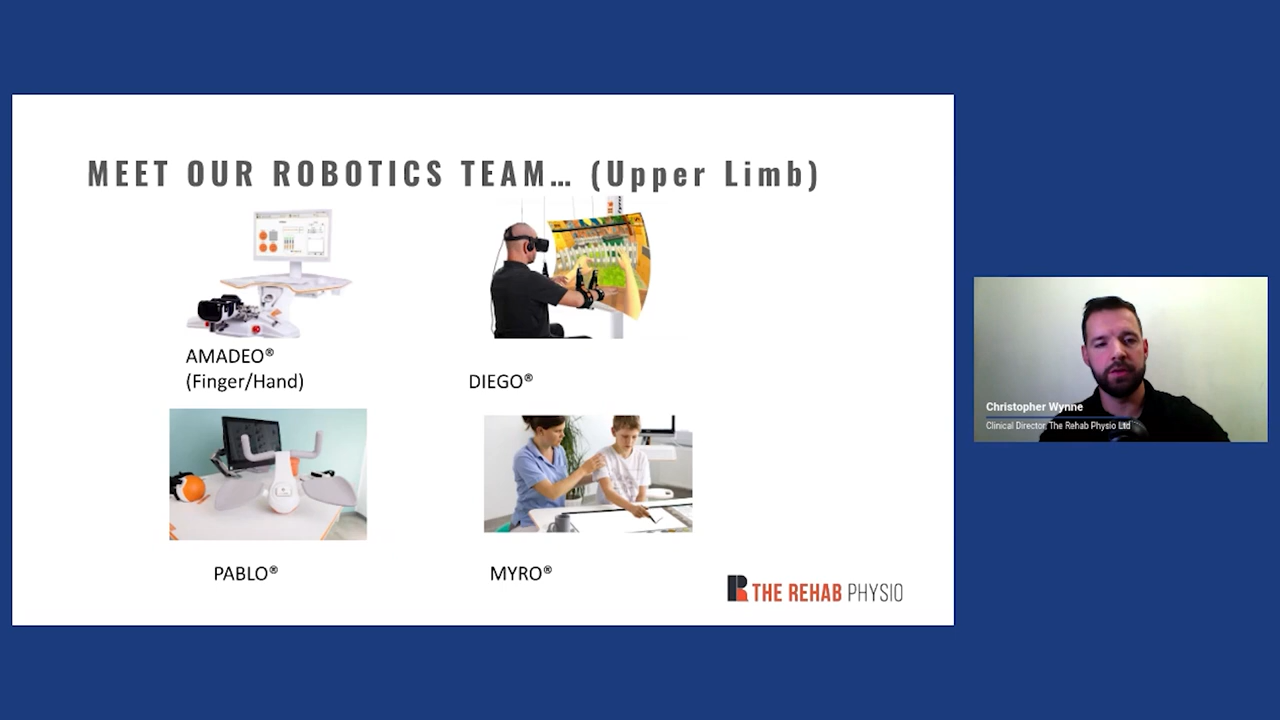 MEET OUR ROBOTICS TEAM… (Upper Limb)
AMADEO®
(Finger/Hand)
DIEGO®
PABLO®
MYRO®
THE REHAB PHYSIO
Christopher Wynne
Clinical Director, The Rehab Physio Ltd